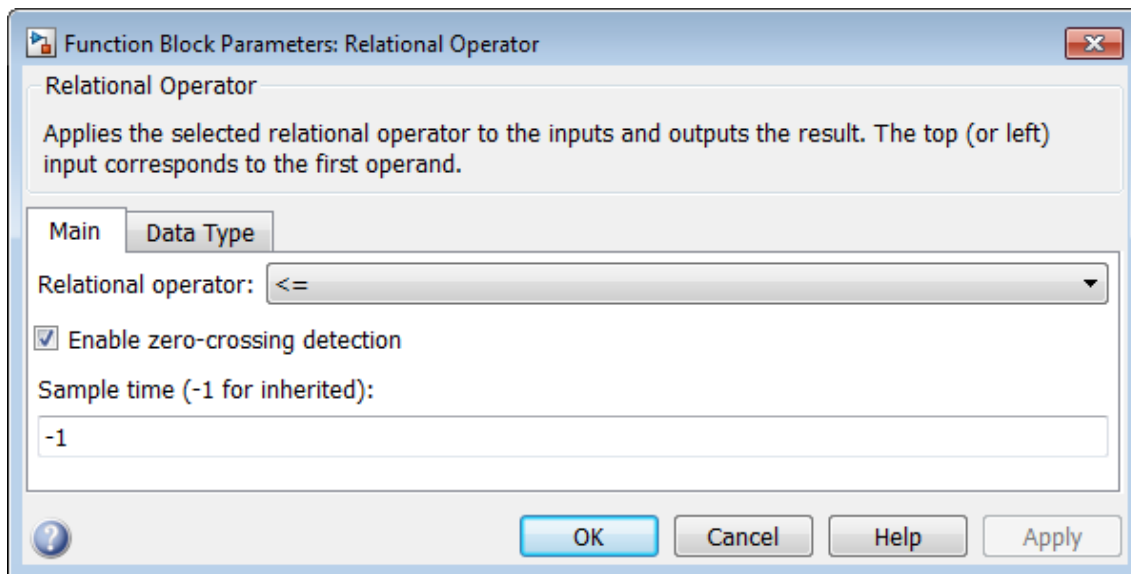 Function Block Parameters: Relational Operator
Relational Operator
Applies the selected relational operator to the inputs and outputs the result. The top (or left)
input corresponds to the first operand.
Main Data Type
Relational operator: <=
Enable zero-crossing detection
Sample time (-1 for inherited):
-1
OK Cancel Help Apply